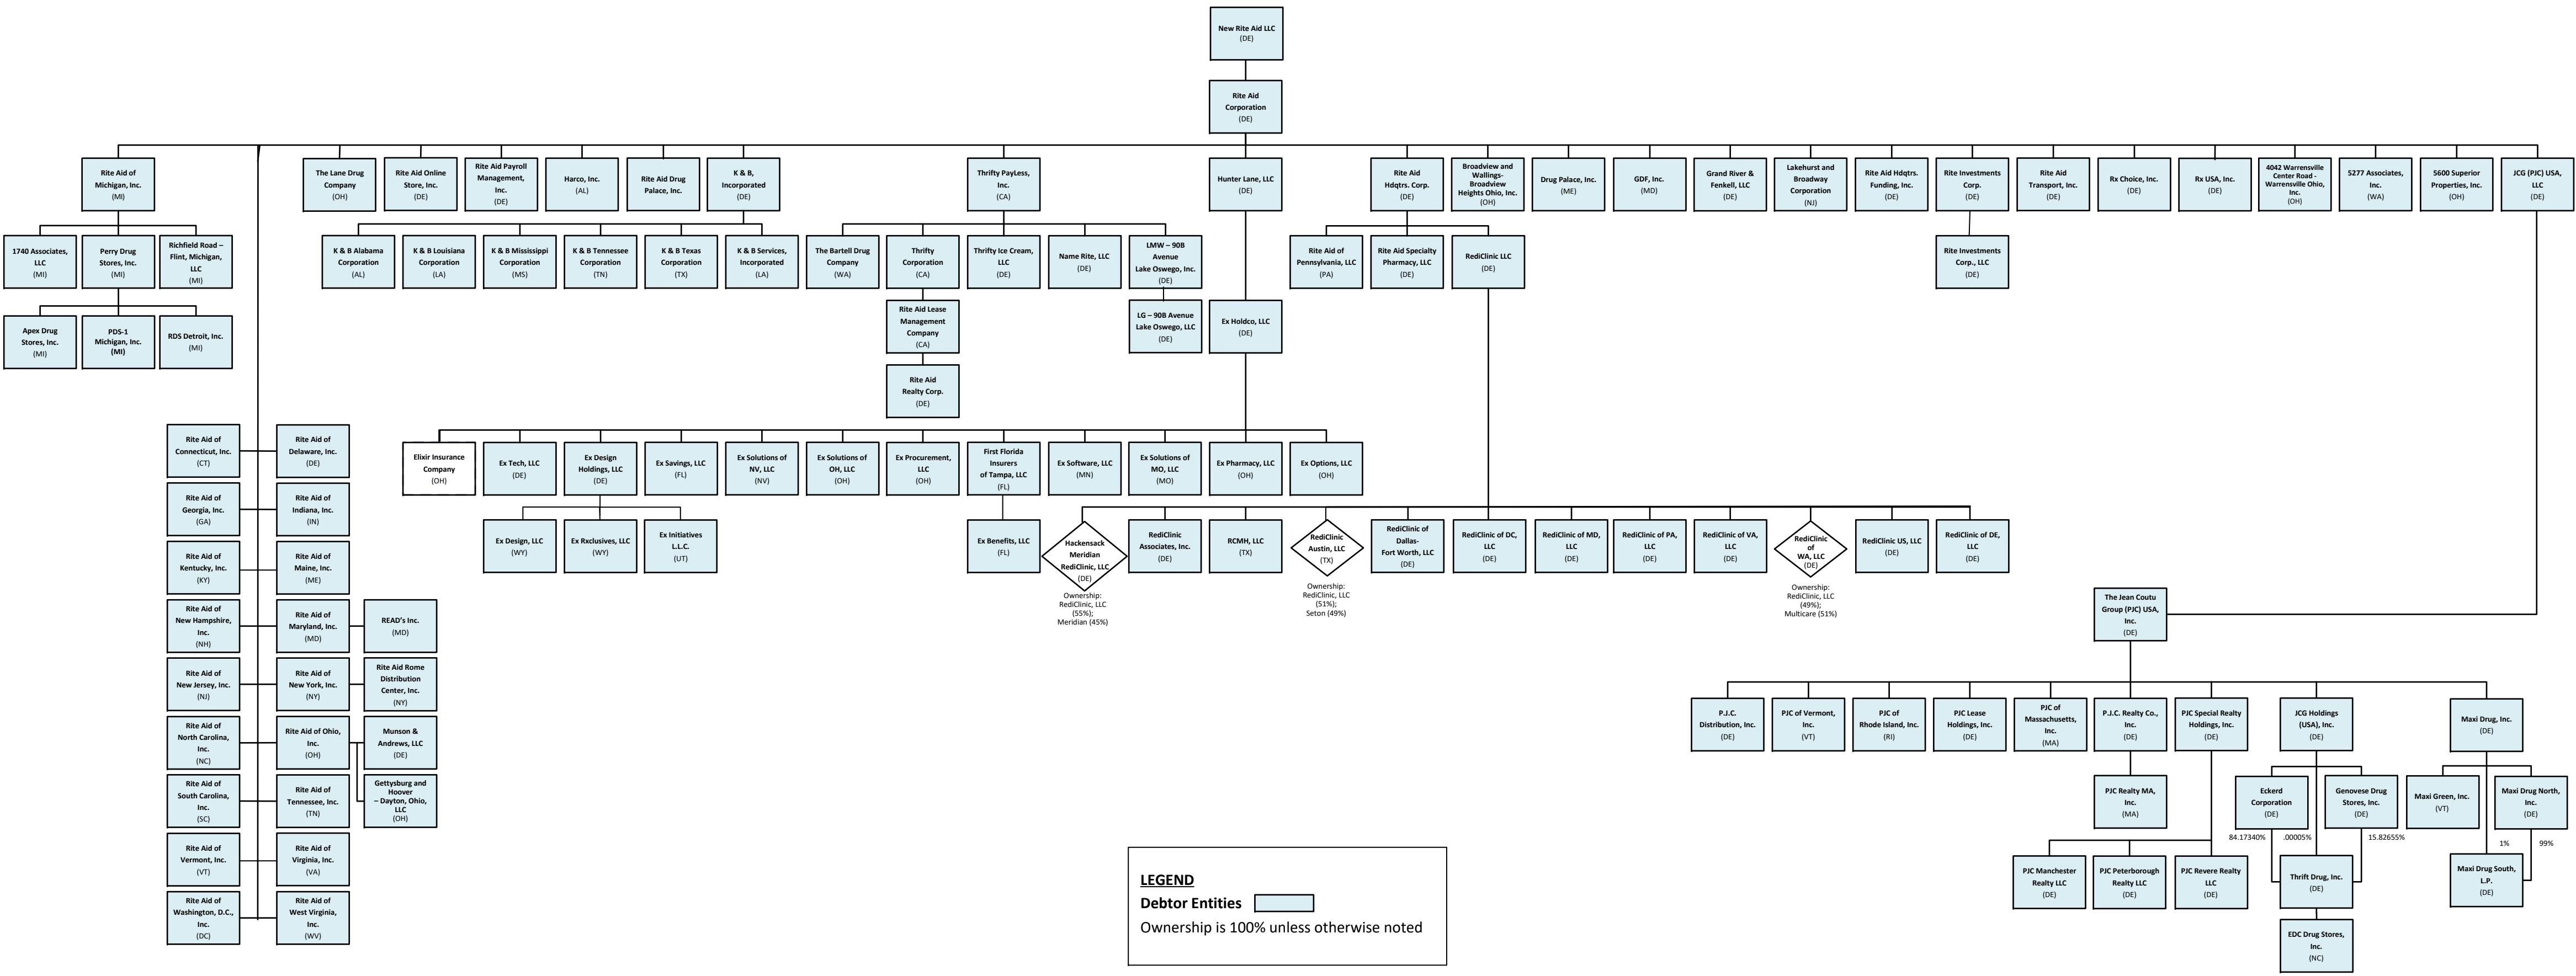 New Rite Aid LLC
(DE)
Rite Aid
Corporation
(DE)
Rite Aid of
Michigan, Inc.
(MI)
The Lane Drug
Company
(OH)
Rite Aid Online
Store, Inc.
(DE)
Rite Aid Payroll
Management,
Inc.
(DE)
Harco, Inc.
(AL)
Rite Aid Drug
Palace, Inc.
K & B,
Incorporated
(DE)
Thrifty PayLess,
Inc.
(CA)
Hunter Lane, LLC
(DE)
Rite Aid
Hdqtrs. Corp.
(DE)
Broadview and
Wallings-
Broadview
Heights Ohio, Inc.
(OH)
Drug Palace, Inc.
(ME)
GDF, Inc.
(MD)
Grand River &
Fenkell, LLC
(DE)
Lakehurst and
Broadway
Corporation
(NJ)
Rite Aid Hdqtrs.
Funding, Inc.
(DE)
Rite Investments
Corp.
(DE)
Rite Aid
Transport, Inc.
(DE)
Rx Choice, Inc.
(DE)
Rx USA, Inc.
(DE)
4042 Warrensville
Center Road -
Warrensville Ohio,
Inc.
(OH)
5277 Associates,
Inc.
(WA)
5600 Superior
Properties, Inc.
(OH)
JCG (PJC) USA,
LLC
(DE)
1740 Associates,
LLC
(MI)
Perry Drug
Stores, Inc.
(MI)
Richfield Road –
Flint, Michigan,
LLC
(MI)
K & B Alabama
Corporation
(AL)
K & B Louisiana
Corporation
(LA)
K & B Mississippi
Corporation
(MS)
K & B Tennessee
Corporation
(TN)
K & B Texas
Corporation
(TX)
K & B Services,
Incorporated
(LA)
The Bartell Drug
Company
(WA)
Thrifty
Corporation
(CA)
Thrifty Ice Cream,
LLC
(DE)
Name Rite, LLC
(DE)
LMW – 90B
Avenue
Lake Oswego, Inc.
(DE)
Rite Aid of
Pennsylvania, LLC
(PA)
Rite Aid Specialty
Pharmacy, LLC
(DE)
RediClinic LLC
(DE)
Rite Investments
Corp., LLC
(DE)
Apex Drug
Stores, Inc.
(MI)
PDS-1
Michigan, Inc.
(MI)
RDS Detroit, Inc.
(MI)
Rite Aid Lease
Management
Company
(CA)
LG – 90B Avenue
Lake Oswego, LLC
(DE)
Ex Holdco, LLC
(DE)
Rite Aid
Realty Corp.
(DE)
Rite Aid of
Connecticut, Inc.
(CT)
Rite Aid of
Delaware, Inc.
(DE)
Elixir Insurance
Company
(OH)
Ex Tech, LLC
(DE)
Ex Design
Holdings, LLC
(DE)
Ex Savings, LLC
(FL)
Ex Solutions of
NV, LLC
(NV)
Ex Solutions of
OH, LLC
(OH)
Ex Procurement,
LLC
(OH)
First Florida
Insurers
of Tampa, LLC
(FL)
Ex Software, LLC
(MN)
Ex Solutions of
MO, LLC
(MO)
Ex Pharmacy, LLC
(OH)
Ex Options, LLC
(OH)
Rite Aid of
Georgia, Inc.
(GA)
Rite Aid of
Indiana, Inc.
(IN)
Ex Design, LLC
(WY)
Ex Rxclusives, LLC
(WY)
Ex Initiatives
L.L.C.
(UT)
Ex Benefits, LLC
(FL)
Hackensack
Meridian
RediClinic, LLC
(DE)
Ownership:
RediClinic, LLC
(55%);
Meridian (45%)
RediClinic
Associates, Inc.
(DE)
RCMH, LLC
(TX)
RediClinic
Austin, LLC
(TX)
Ownership:
RediClinic, LLC
(51%);
Seton (49%)
RediClinic of
Dallas-
Fort Worth, LLC
(DE)
RediClinic of DC,
LLC
(DE)
RediClinic of MD,
LLC
(DE)
RediClinic of PA,
LLC
(DE)
RediClinic of VA,
LLC
(DE)
RediClinic
of
WA, LLC
(DE)
Ownership:
RediClinic, LLC
(49%);
Multicare (51%)
RediClinic US, LLC
(DE)
RediClinic of DE,
LLC
(DE)
Rite Aid of
Kentucky, Inc.
(KY)
Rite Aid of
Maine, Inc.
(ME)
Rite Aid of
New Hampshire,
Inc.
(NH)
Rite Aid of
Maryland, Inc.
(MD)
READ's Inc.
(MD)
The Jean Coutu
Group (PJC) USA,
Inc.
(DE)
Rite Aid of
New Jersey, Inc.
(NJ)
Rite Aid of
New York, Inc.
(NY)
Rite Aid Rome
Distribution
Center, Inc.
(NY)
Rite Aid of
North Carolina,
Inc.
(NC)
Rite Aid of Ohio,
Inc.
(OH)
Munson &
Andrews, LLC
(DE)
P.J.C.
Distribution, Inc.
(DE)
PJC of Vermont,
Inc.
(VT)
PJC of
Rhode Island, Inc.
(RI)
PJC Lease
Holdings, Inc.
(DE)
PJC of
Massachusetts,
Inc.
(MA)
P.J.C. Realty Co.,
Inc.
(DE)
PJC Special Realty
Holdings, Inc.
(DE)
JCG Holdings
(USA), Inc.
(DE)
Maxi Drug, Inc.
(DE)
Rite Aid of
South Carolina,
Inc.
(SC)
Rite Aid of
Tennessee, Inc.
(TN)
Gettysburg and
Hoover
– Dayton, Ohio,
LLC
(OH)
PJC Realty MA,
Inc.
(MA)
Eckerd
Corporation
(DE)
Genovese Drug
Stores, Inc.
(DE)
Maxi Green, Inc.
(VT)
Maxi Drug North,
Inc.
(DE)
84.17340%
.00005%
15.82655%
1%
99%
Rite Aid of
Vermont, Inc.
(VT)
Rite Aid of
Virginia, Inc.
(VA)
PJC Manchester
Realty LLC
(DE)
PJC Peterborough
Realty LLC
(DE)
PJC Revere Realty
LLC
(DE)
Thrift Drug, Inc.
(DE)
Maxi Drug South,
L.P.
(DE)
Rite Aid of
Washington, D.C.,
Inc.
(DC)
Rite Aid of
West Virginia,
Inc.
(WV)
EDC Drug Stores,
Inc.
(NC)
LEGEND
Debtor Entities
Ownership is 100% unless otherwise noted